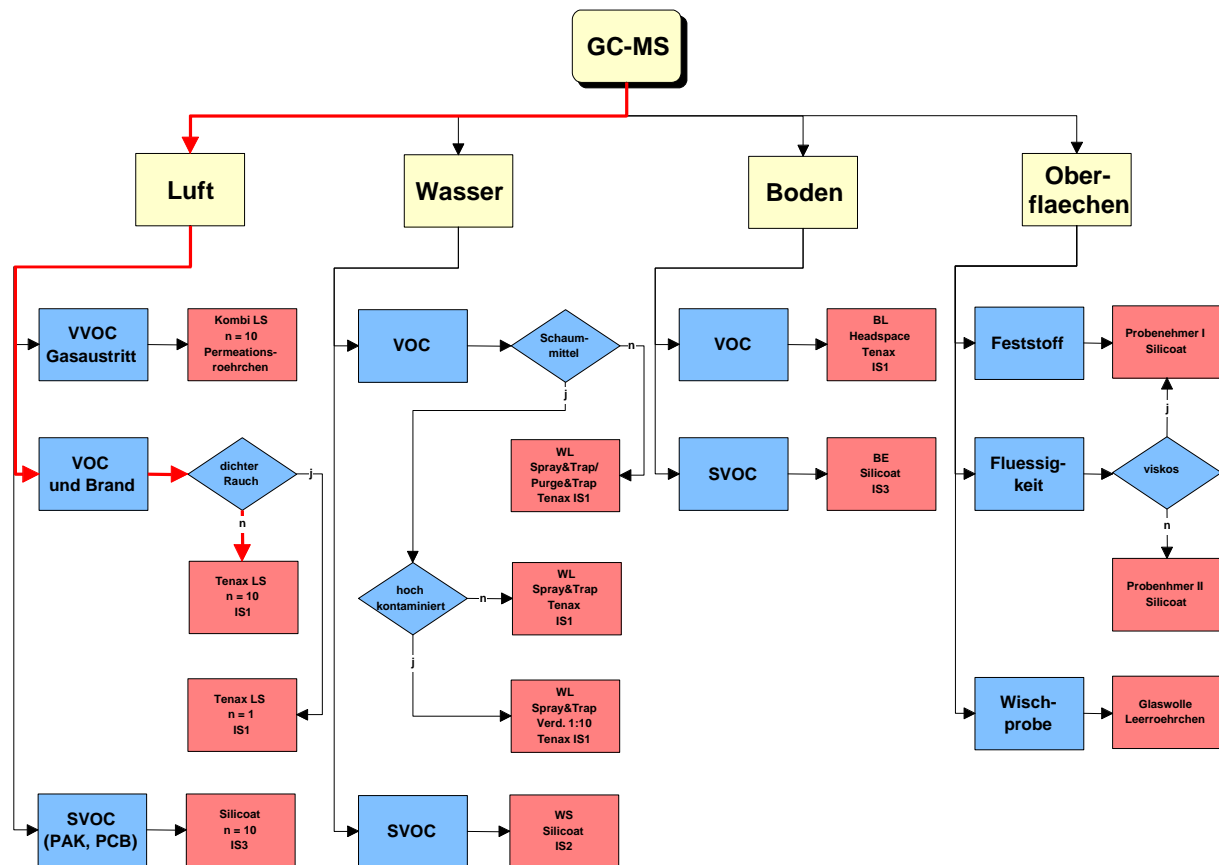 GC-MS
Luft
Wasser
Boden
Ober-
flaechen
VVOC
Gasaustritt
Kombi LS
n = 10
Permeations-
roehrchen
VOC
und Brand
dichter
Rauch
j
n
Tenax LS
n = 10
IS1
Tenax LS
n = 1
IS1
SVOC
(PAK, PCB)
Silicoat
n = 10
IS3
VOC
Schaum-
mittel
n
j
WL
Spray&Trap/
Purge&Trap
Tenax IS1
hoch
kontaminiert
n
j
WL
Spray&Trap
Tenax
IS1
WL
Spray&Trap
Verd. 1:10
Tenax IS1
SVOC
WS
Silicoat
IS2
VOC
BL
Headspace
Tenax
IS1
SVOC
BE
Silicoat
IS3
Feststoff
Probenehmer I
Silicoat
j
Fluessig-
keit
viskos
n
Probenhmer II
Silicoat
Wisch-
probe
Glaswolle
Leerroehrchen